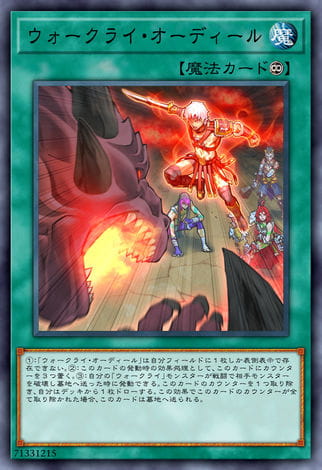 ウォークライ・オーディール
魔
【魔法カード♾】
①:「ウォークライ・オーディール」は自分フィールドに1枚しか表側表示で存
在できない。②:このカードの発動時の効果処理として、このカードにカウンタ
ーを3つ置く。③:自分の「ウォークライ」モンスターが戦闘で相手モンスター
を破壊し墓地へ送った時に発動できる。このカードのカウンターを1つ取り除
き、自分はデッキから1枚ドローする。この効果でこのカードのカウンターが全
て取り除かれた場合、このカードは墓地へ送られる。
71331215